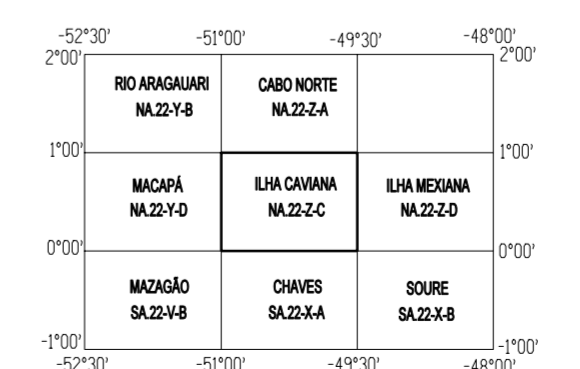 -52°30' -51°00' -49°30' -48°00'
2°00' 2°00'
RIO ARAGAUARI CABO NORTE
NA.22-Y-B NA.22-Z-A
1°00' 1°00'
MACAPÁ ILHA CAVIANA ILHA MEXIANA
NA.22-Y-D NA.22-Z-C NA.22-Z-D
0°00' 0°00'
MAZAGÃO CHAVES SOURE
SA.22-V-B SA.22-X-A SA.22-X-B
-1°00' -1°00'
-52°30' -51°00' -49°30' -48°00'